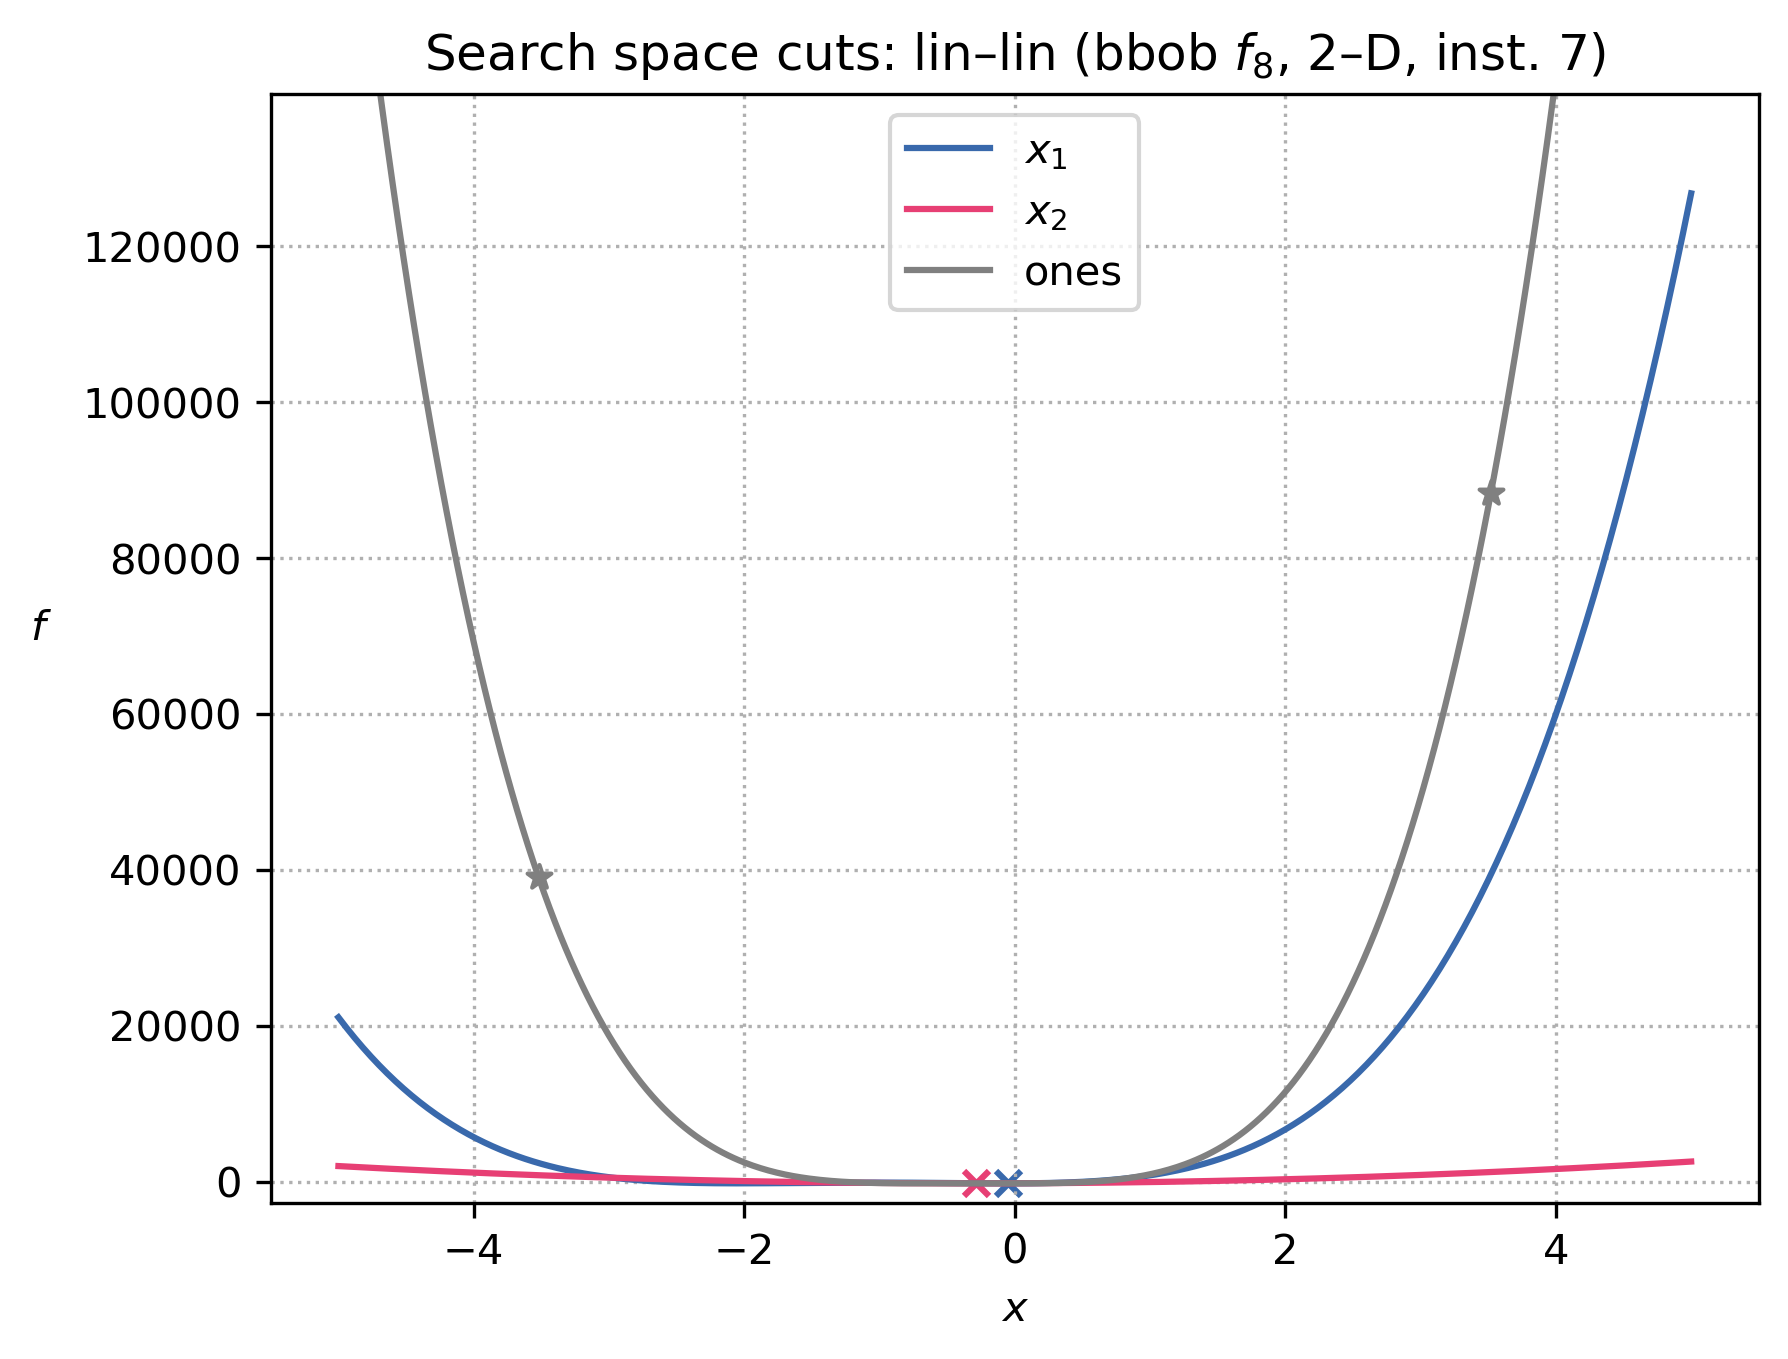 Search space cuts: lin–lin (bbob f₈, 2–D, inst. 7)
x₁
x₂
ones
120000
100000
80000
60000
40000
20000
0
f
−4
−2
0
2
4
x